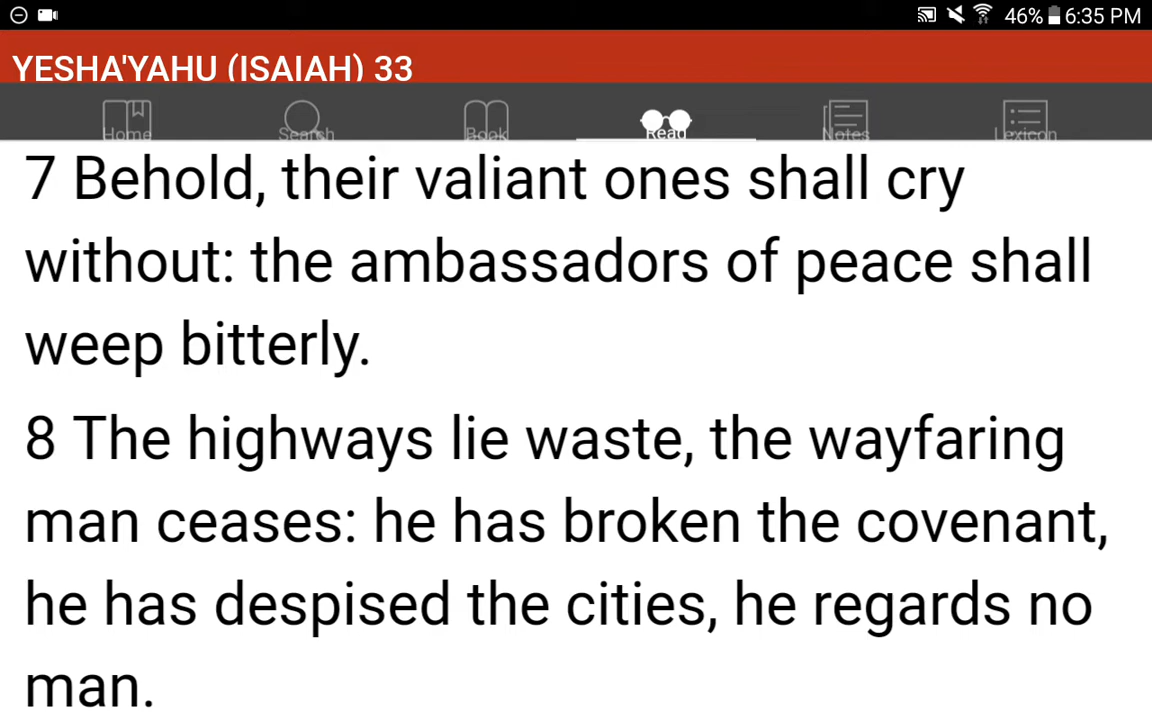 46% 6:35 PM
YESHA'YAHU (ISAIAH) 33
Home Search Book Read Notes Lexicon
7 Behold, their valiant ones shall cry
without: the ambassadors of peace shall
weep bitterly.
8 The highways lie waste, the wayfaring
man ceases: he has broken the covenant,
he has despised the cities, he regards no
man.